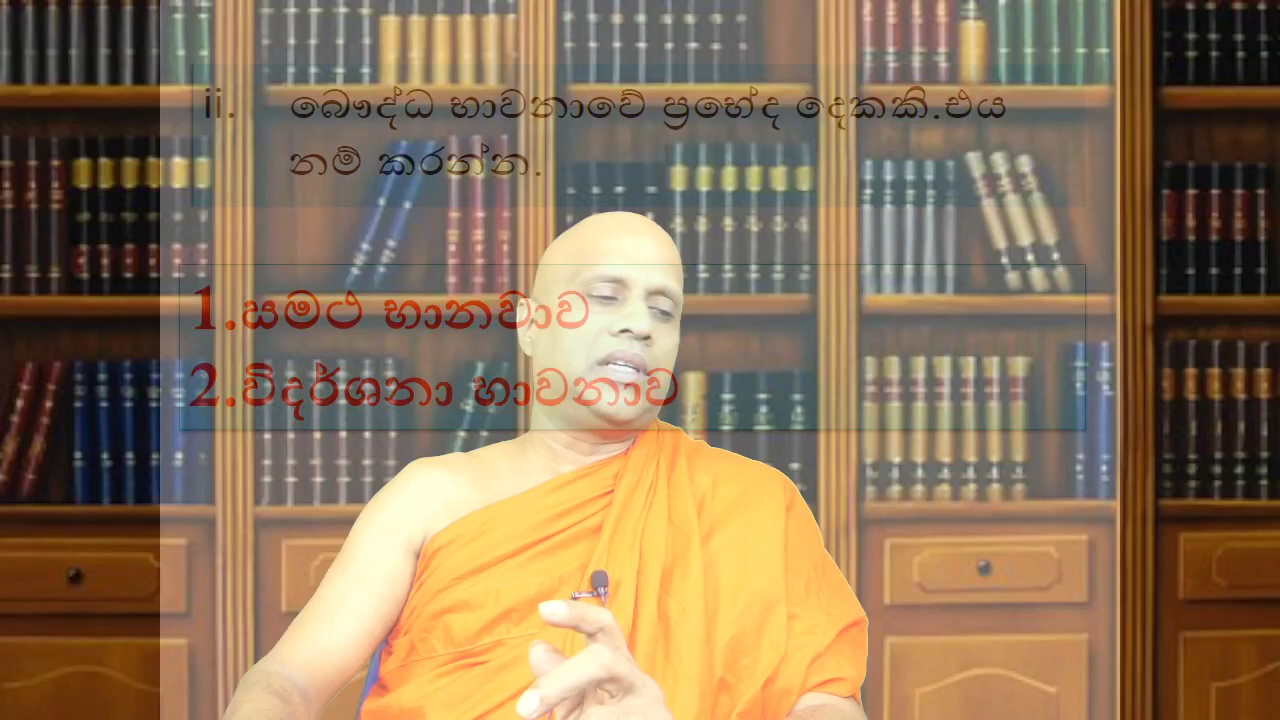 ii. බෞද්ධ භාවනාවේ ප්‍රභේද දෙකකි.එය
නම් කරන්න.
1.සමථ භානවාව
2.විදර්ශනා භාවනාව